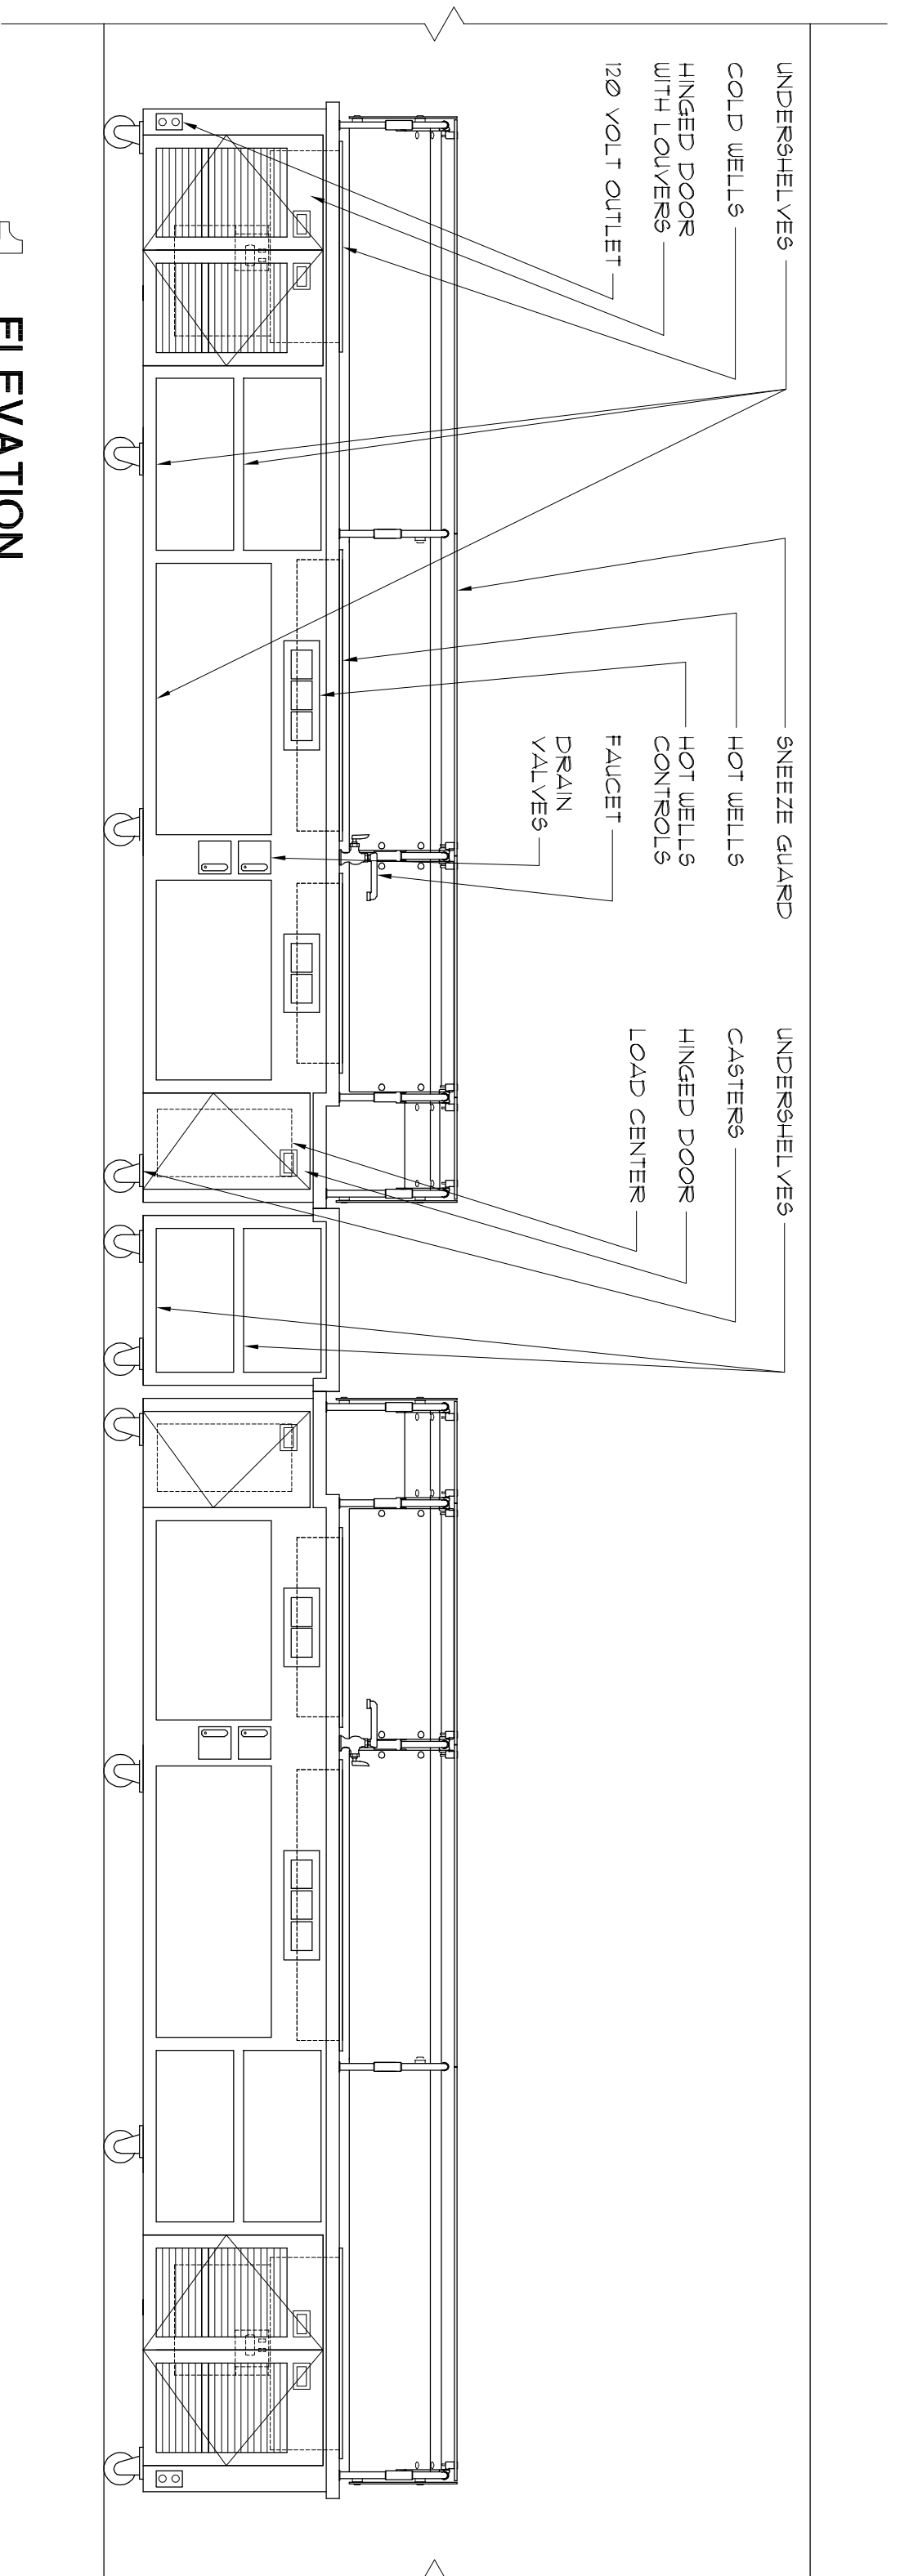 UNDERSHELVES
COLD WELLS
HINGED DOOR
WITH LOUVERS
120 VOLT OUTLET
SNEEZE GUARD
HOT WELLS
HOT WELLS
CONTROLS
FAUCET
DRAIN
VALVES
UNDERSHELVES
CASTERS
HINGED DOOR
LOAD CENTER
1 ELEVATION